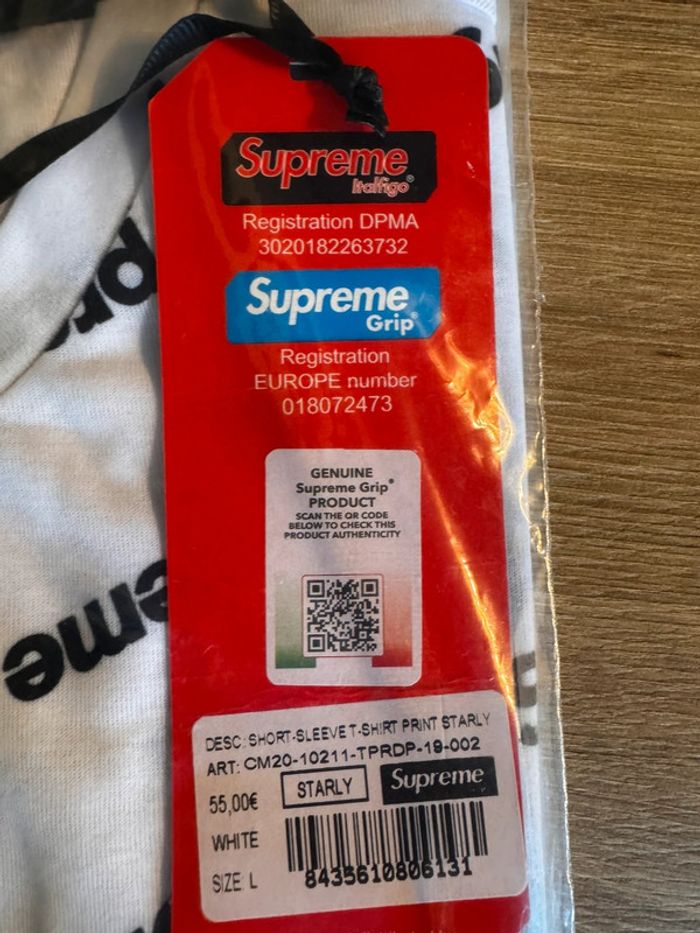 Supreme
Italfigo®
Registration DPMA
3020182263732
Supreme
Grip®
Registration
EUROPE number
018072473
GENUINE
Supreme Grip®
PRODUCT
SCAN THE QR CODE
BELOW TO CHECK THIS
PRODUCT AUTHENTICITY
DESC: SHORT-SLEEVE T-SHIRT PRINT STARLY
ART: CM20-10211-TPRDP-19-002
55,00€
STARLY
Supreme
WHITE
SIZE: L
8435610806131
pre
eme